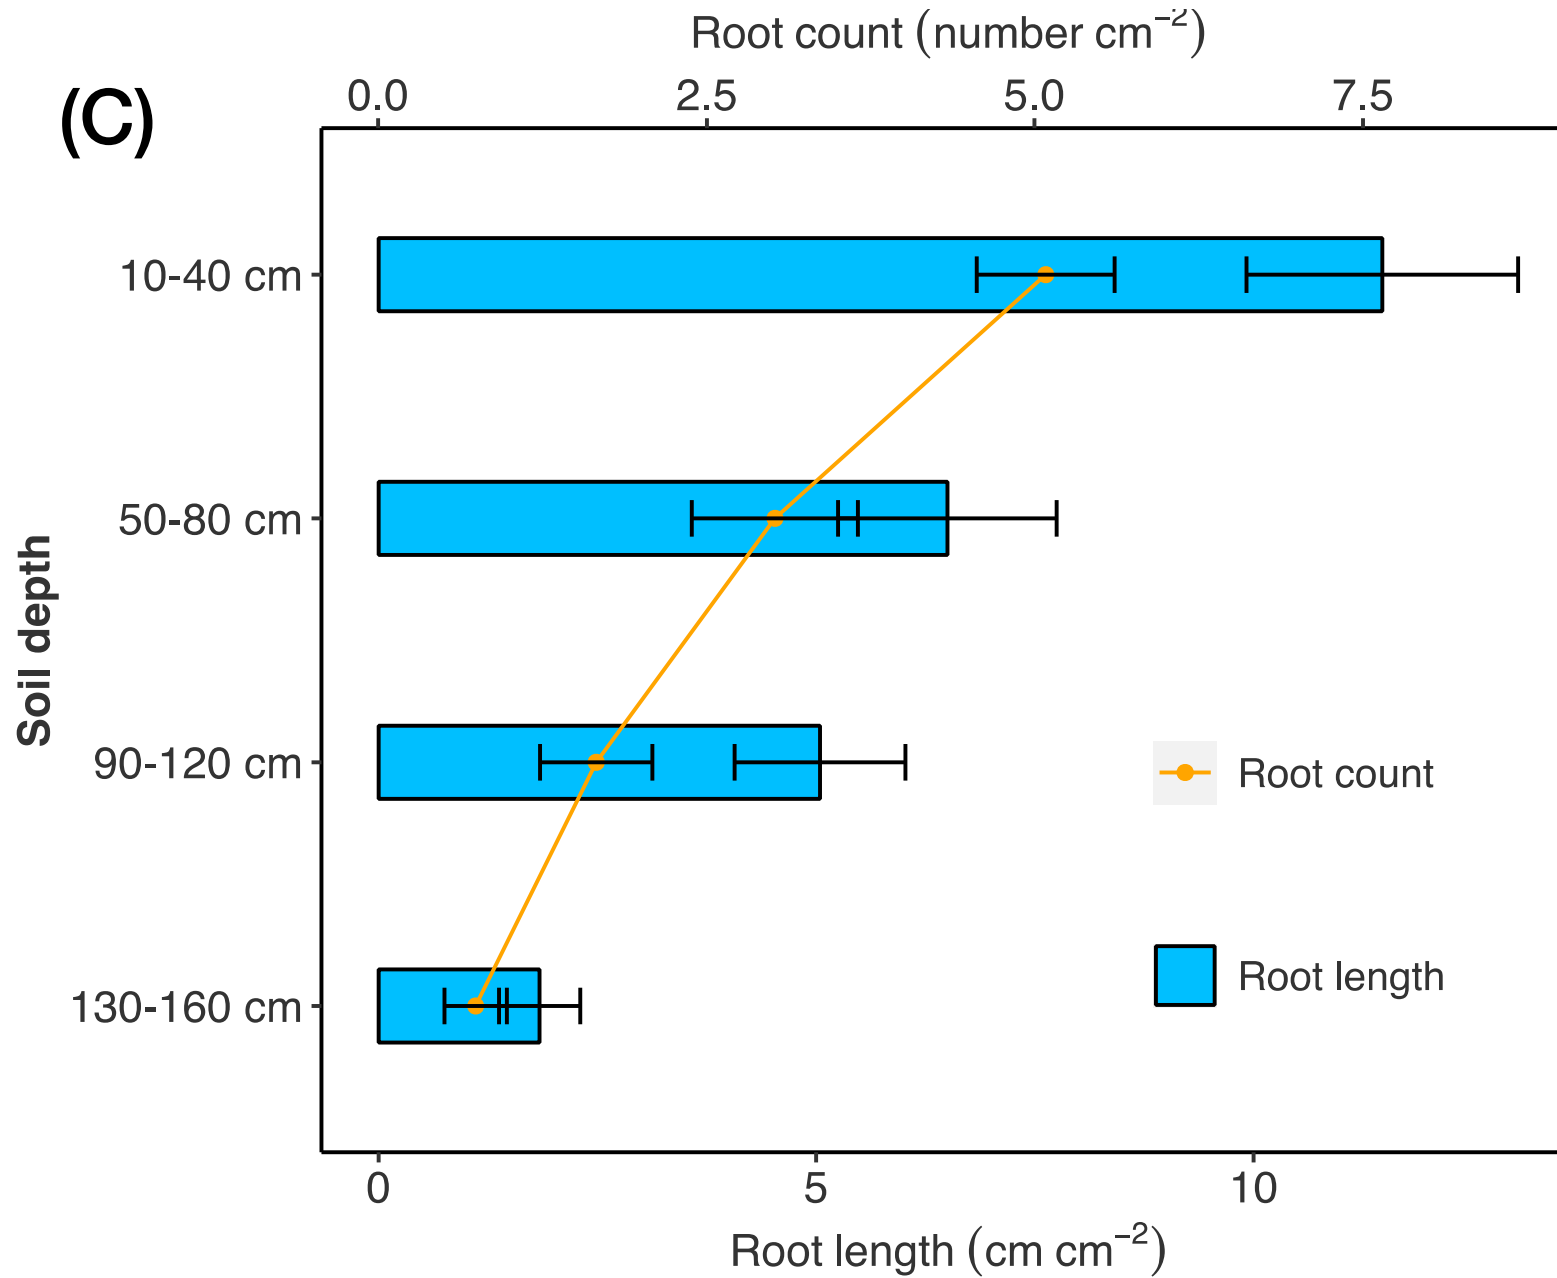 Root count (number cm⁻²)
0.0 2.5 5.0 7.5
(C)
10-40 cm
50-80 cm
90-120 cm
130-160 cm
Soil depth
Root count
Root length
0 5 10
Root length (cm cm⁻²)